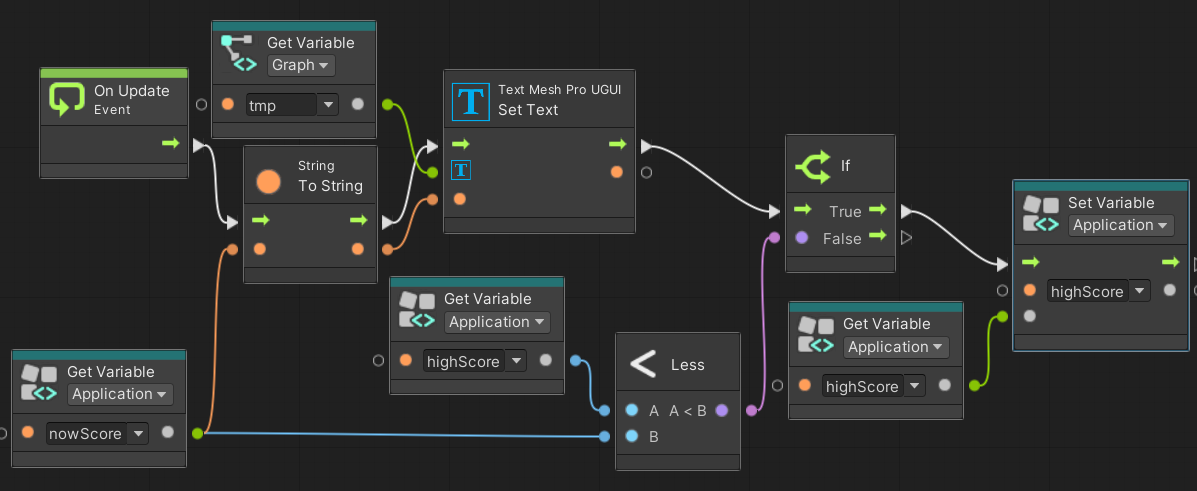 On Update
Event
Get Variable
Graph
tmp
String
To String
Text Mesh Pro UGUI
T
Set Text
T
If
True
False
Set Variable
Application
highScore
Get Variable
Application
highScore
Less
A A < B
B
Get Variable
Application
highScore
Get Variable
Application
nowScore